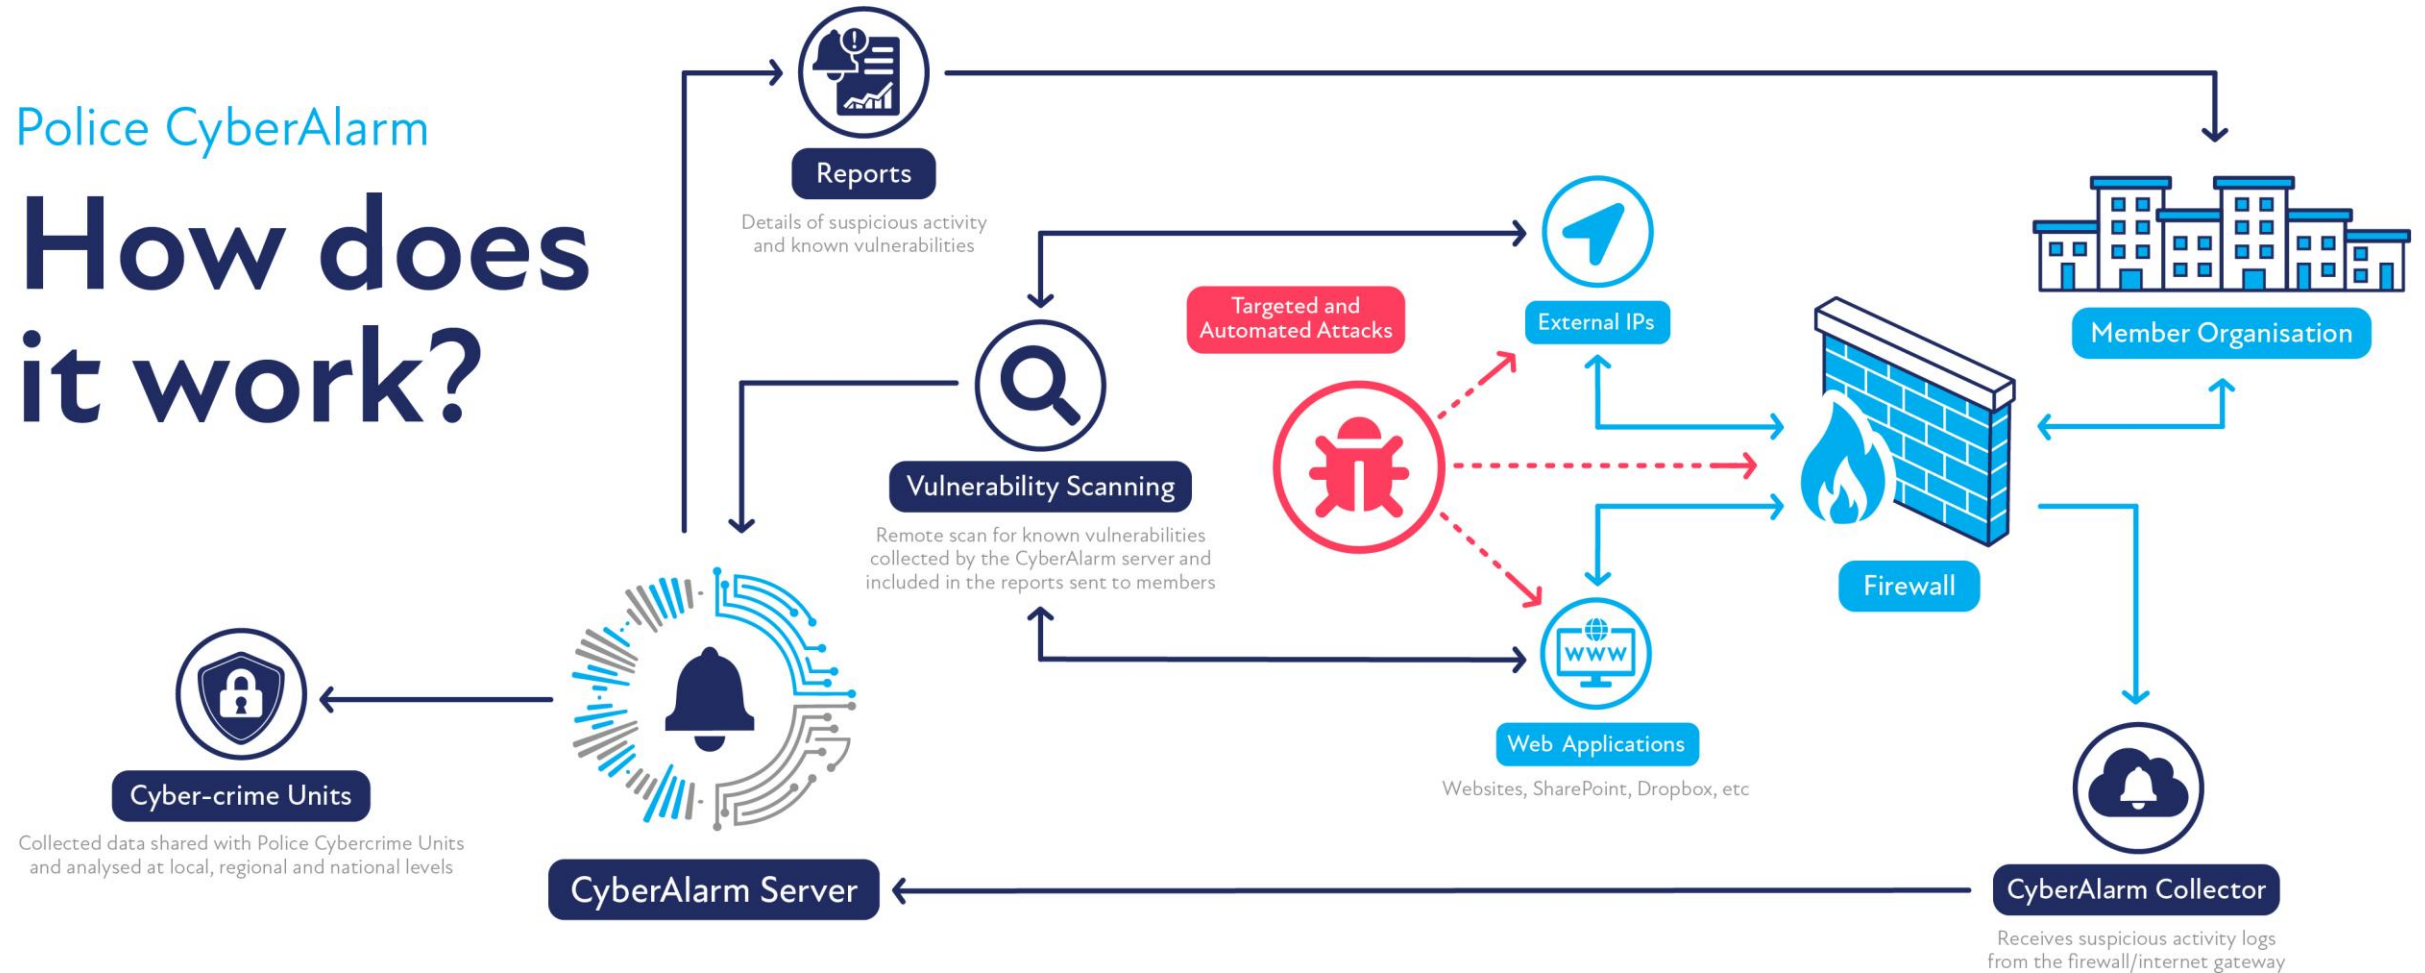 Police CyberAlarm
How does
it work?
Reports
Details of suspicious activity
and known vulnerabilities
Targeted and
Automated Attacks
External IPs
Member Organisation
Vulnerability Scanning
Remote scan for known vulnerabilities
collected by the CyberAlarm server and
included in the reports sent to members
Firewall
www
Web Applications
Websites, SharePoint, Dropbox, etc
Cyber-crime Units
Collected data shared with Police Cybercrime Units
and analysed at local, regional and national levels
CyberAlarm Server
CyberAlarm Collector
Receives suspicious activity logs
from the firewall/internet gateway